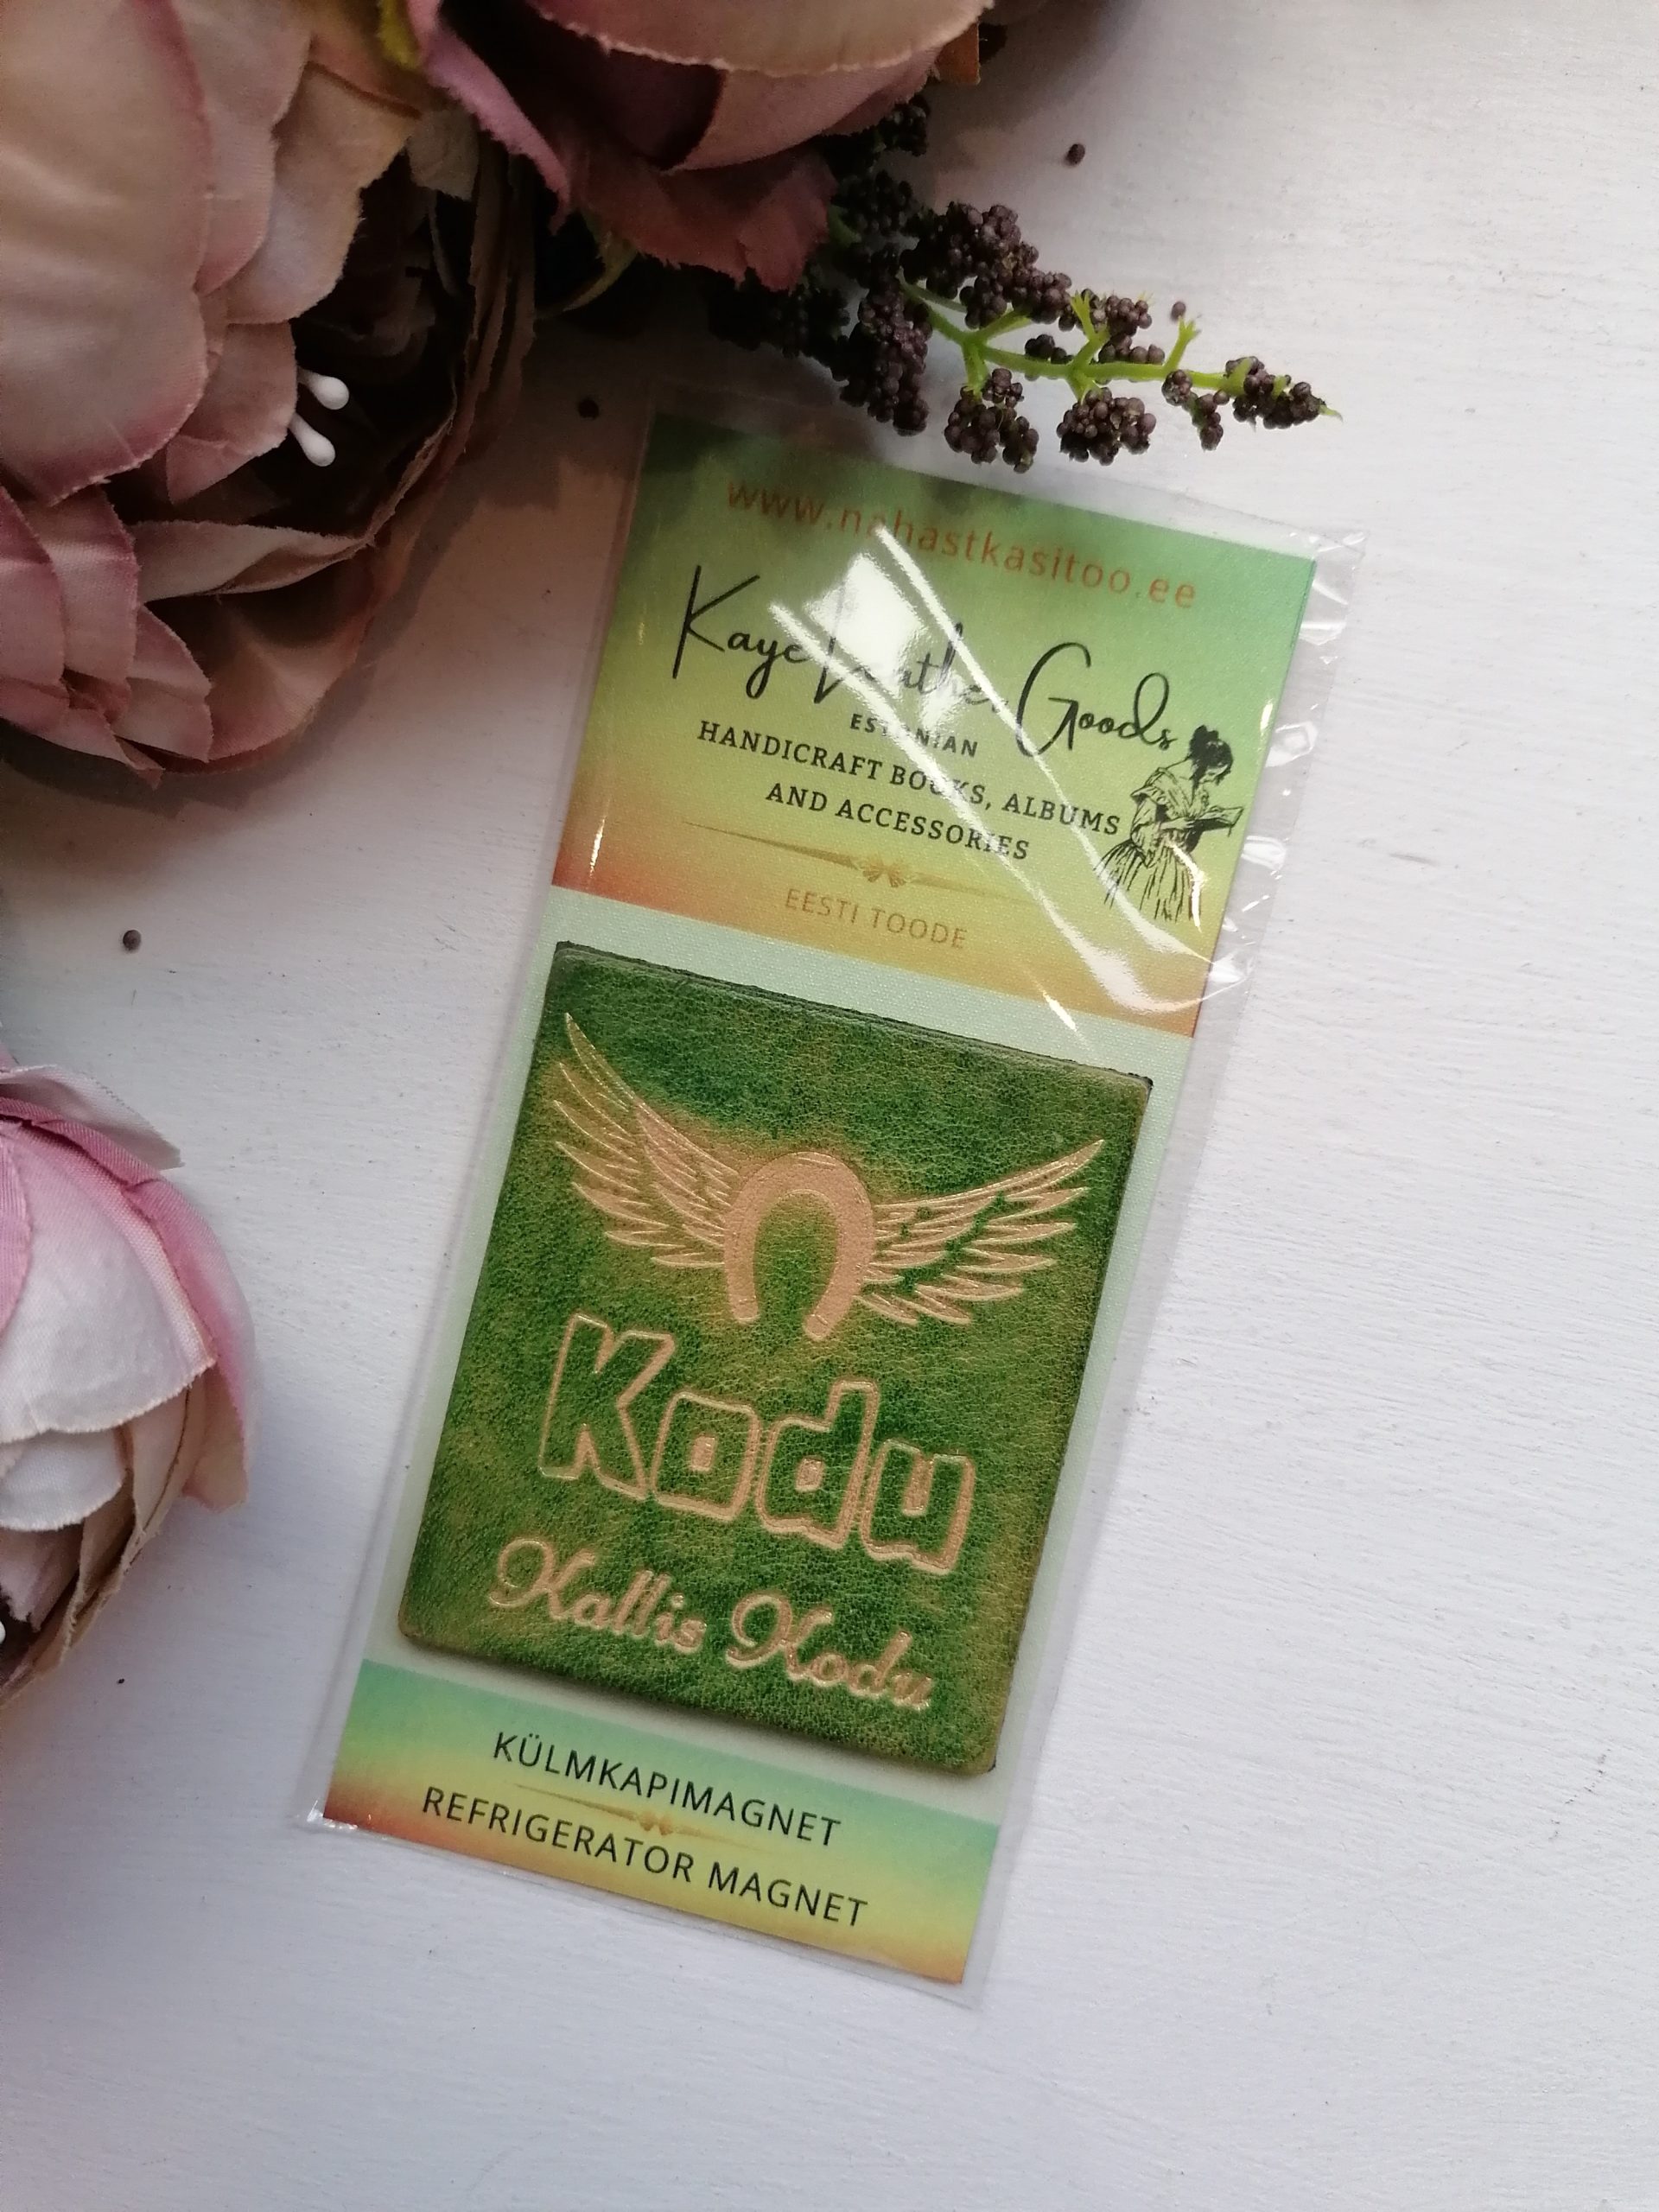 www.nahastkasitoo.ee
Kaye Leather Goods
ESTONIAN
HANDICRAFT BOOKS, ALBUMS
AND ACCESSORIES
EESTI TOODE
Kodu
Kallis Kodu
KÜLMKAPIMAGNET
REFRIGERATOR MAGNET